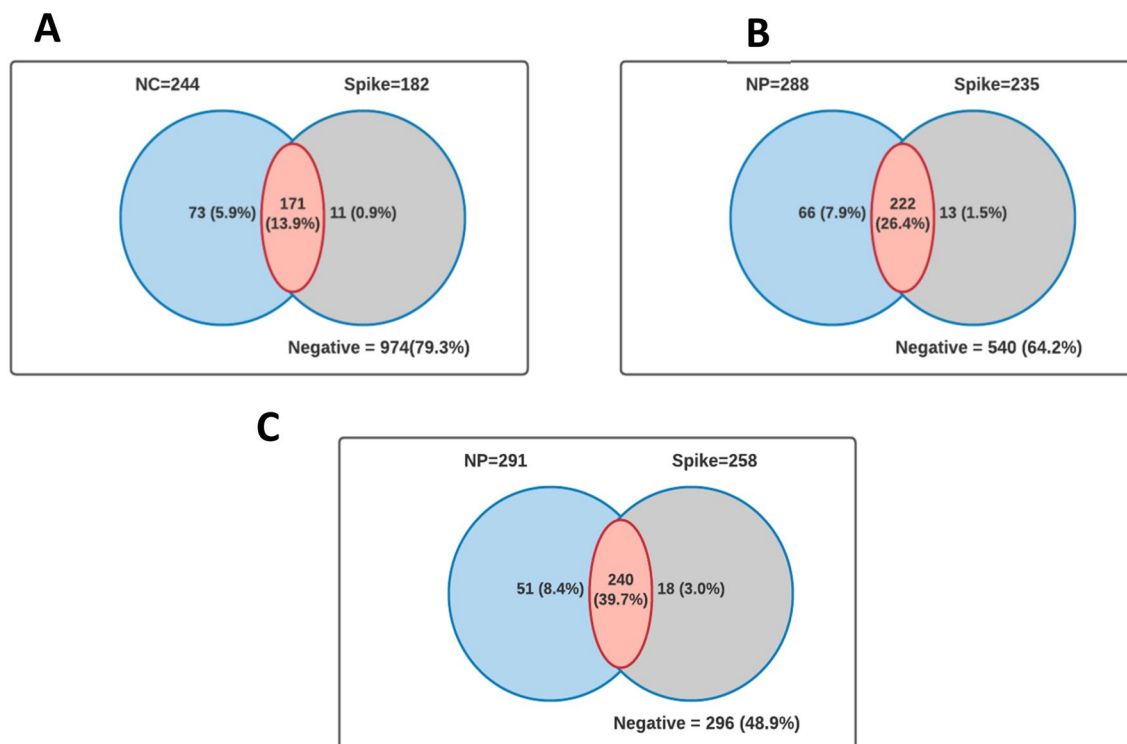 A
NC=244
Spike=182
73 (5.9%)
171
(13.9%)
11 (0.9%)
Negative = 974(79.3%)
B
NP=288
Spike=235
66 (7.9%)
222
(26.4%)
13 (1.5%)
Negative = 540 (64.2%)
C
NP=291
Spike=258
51 (8.4%)
240
(39.7%)
18 (3.0%)
Negative = 296 (48.9%)